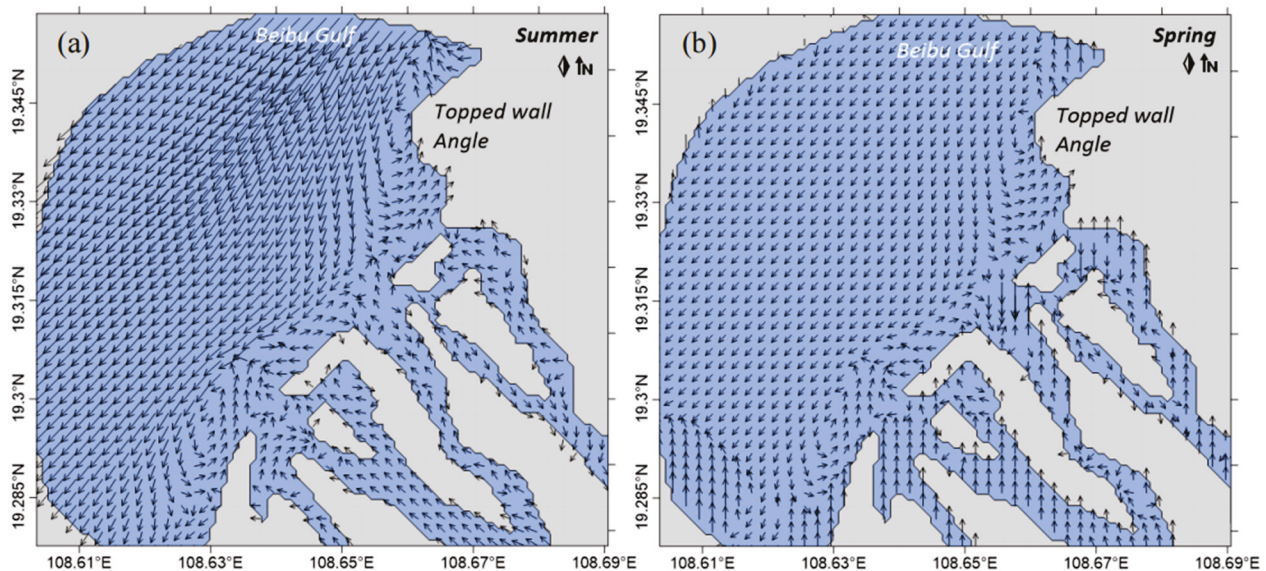 (a)
Beibu Gulf
Summer
N
Topped wall
Angle
19.345°N
19.33°N
19.315°N
19.3°N
19.285°N
108.61°E
108.63°E
108.65°E
108.67°E
108.69°E
(b)
Beibu Gulf
Spring
N
Topped wall
Angle
19.345°N
19.33°N
19.315°N
19.3°N
19.285°N
108.61°E
108.63°E
108.65°E
108.67°E
108.69°E